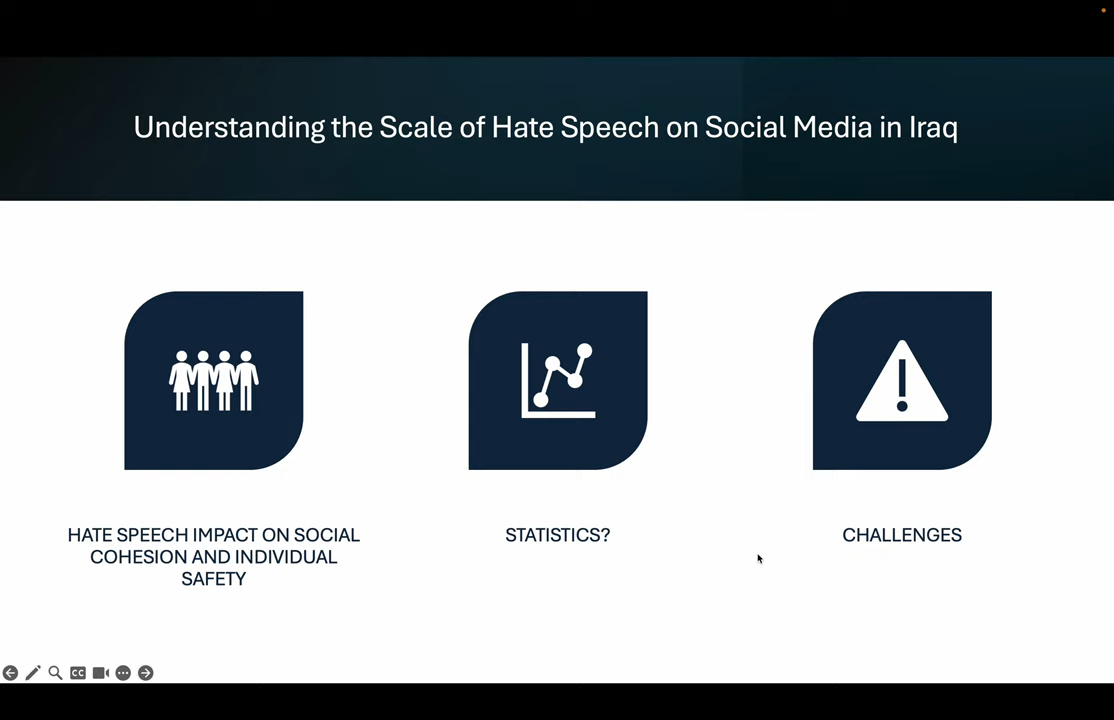 Understanding the Scale of Hate Speech on Social Media in Iraq
HATE SPEECH IMPACT ON SOCIAL
COHESION AND INDIVIDUAL
SAFETY
STATISTICS?
CHALLENGES
CC